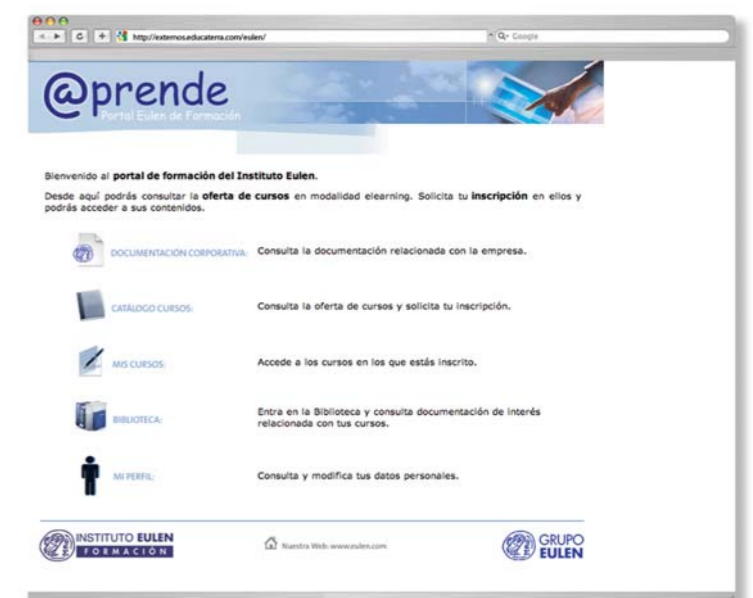 http://externos.educaterra.com/eulen/
Google
@prende
Portal Eulen de Formación
Bienvenido al portal de formación del Instituto Eulen.
Desde aquí podrás consultar la oferta de cursos en modalidad elearning. Solicita tu inscripción en ellos y
podrás acceder a sus contenidos.
DOCUMENTACIÓN CORPORATIVA: Consulta la documentación relacionada con la empresa.
CATÁLOGO CURSOS: Consulta la oferta de cursos y solicita tu inscripción.
MIS CURSOS: Accede a los cursos en los que estás inscrito.
BIBLIOTECA: Entra en la Biblioteca y consulta documentación de interés
relacionada con tus cursos.
MI PERFIL: Consulta y modifica tus datos personales.
INSTITUTO EULEN
FORMACIÓN
Nuestra Web: www.eulen.com
GRUPO
EULEN